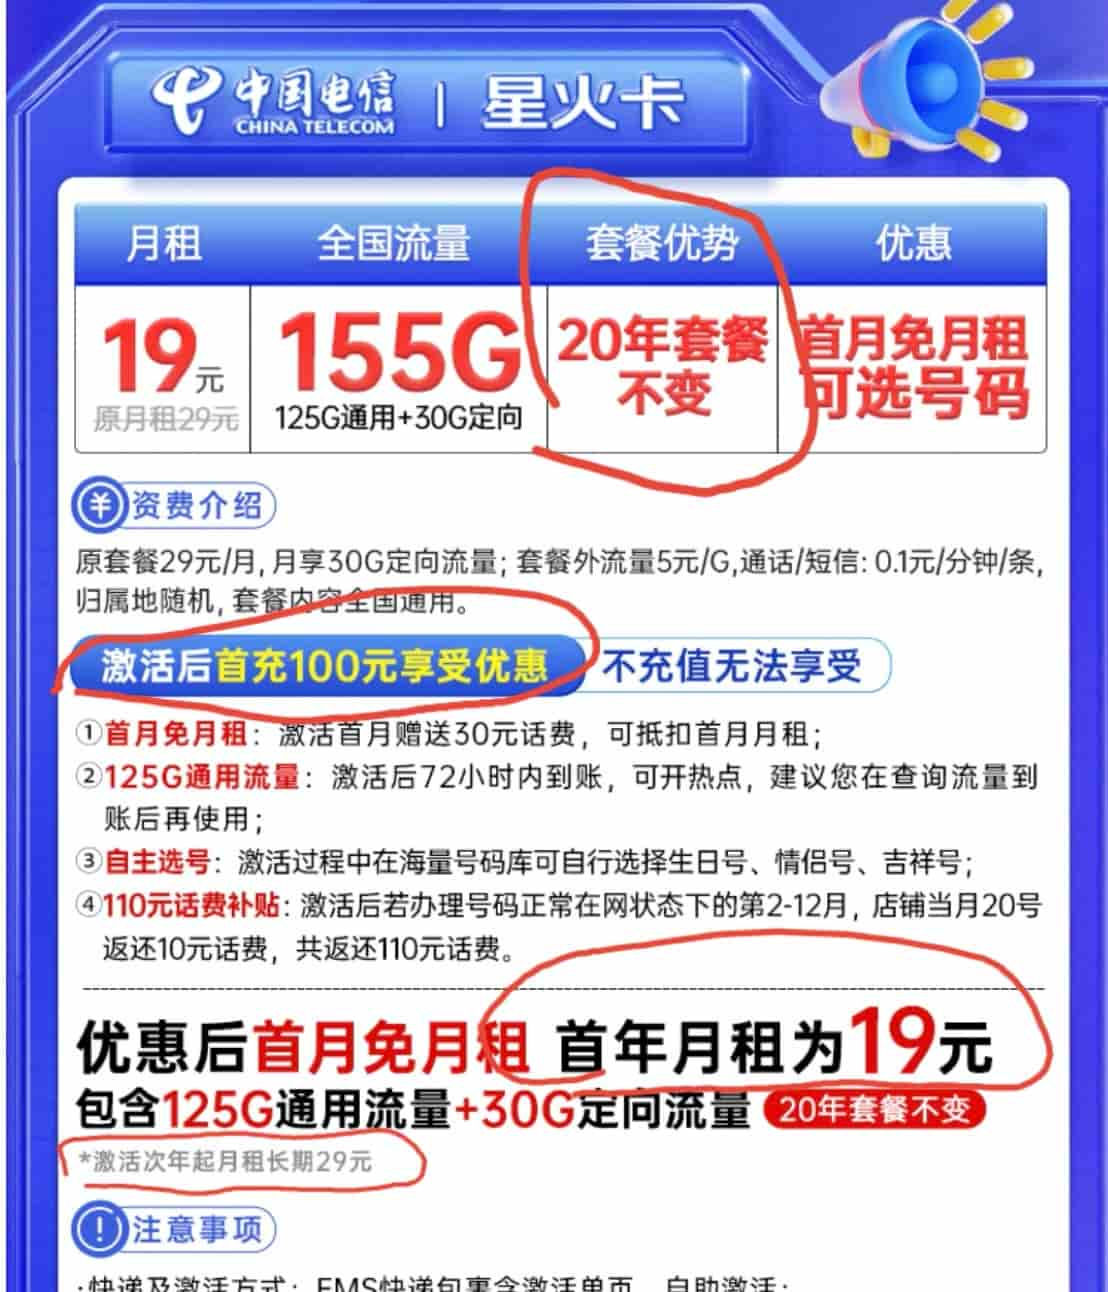 中国电信
CHINA TELECOM
星火卡
月租 全国流量 套餐优势 优惠
19元
原月租29元
155G
125G通用+30G定向
20年套餐
不变
首月免月租
可选号码
资费介绍
原套餐29元/月,月享30G定向流量;套餐外流量5元/G,通话/短信:0.1元/分钟/条,
归属地随机,套餐内容全国通用。
激活后首充100元享受优惠 不充值无法享受
①首月免月租:激活首月赠送30元话费,可抵扣首月月租;
②125G通用流量:激活后72小时内到账,可开热点,建议您在查询流量到
账后再使用;
③自主选号:激活过程中在海量号码库可自行选择生日号、情侣号、吉祥号;
④110元话费补贴:激活后若办理号码正常在网状态下的第2-12月,店铺当月20号
返还10元话费,共返还110元话费。
优惠后首月免月租 首年月租为19元
包含125G通用流量+30G定向流量 20年套餐不变
*激活次年起月租长期29元
注意事项
·快递及激活方式:EMS快递包裹含激活单页,自助激活;